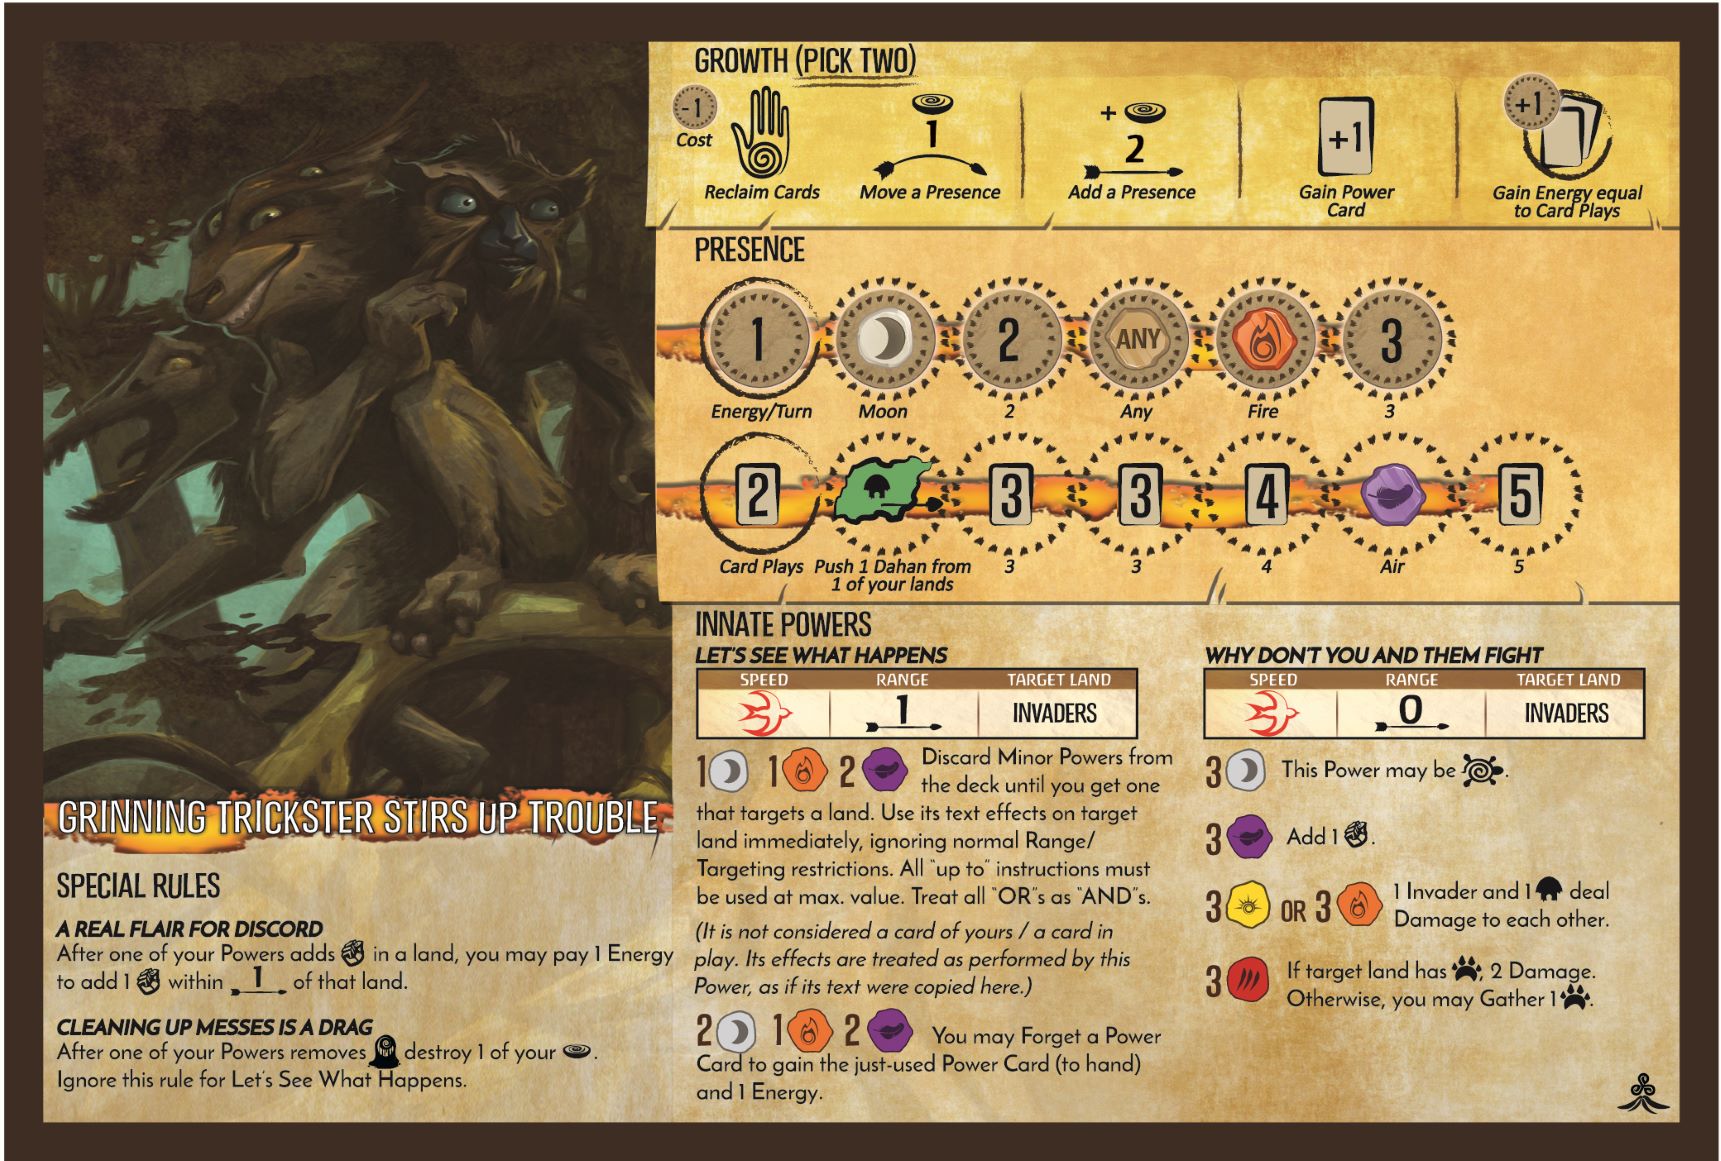 GROWTH (PICK TWO)
-1
Cost
Reclaim Cards
1
Move a Presence
+
2
Add a Presence
+1
Gain Power
Card
+1
Gain Energy equal
to Card Plays
PRESENCE
1
2
ANY
3
Energy/Turn
Moon
2
Any
Fire
3
2
3
3
4
5
Card Plays
Push 1 Dahan from
1 of your lands
3
3
4
Air
5
GRINNING TRICKSTER STIRS UP TROUBLE
SPECIAL RULES
A REAL FLAIR FOR DISCORD
After one of your Powers adds in a land, you may pay 1 Energy
to add 1 within 1 of that land.
CLEANING UP MESSES IS A DRAG
After one of your Powers removes destroy 1 of your .
Ignore this rule for Let's See What Happens.
INNATE POWERS
LET'S SEE WHAT HAPPENS
SPEED RANGE TARGET LAND
1 INVADERS
1 1 2 Discard Minor Powers from
the deck until you get one
that targets a land. Use its text effects on target
land immediately, ignoring normal Range/
Targeting restrictions. All "up to" instructions must
be used at max. value. Treat all "OR"s as "AND"s.
(It is not considered a card of yours / a card in
play. Its effects are treated as performed by this
Power, as if its text were copied here.)
2 1 2 You may Forget a Power
Card to gain the just-used Power Card (to hand)
and 1 Energy.
WHY DON'T YOU AND THEM FIGHT
SPEED RANGE TARGET LAND
0 INVADERS
3 This Power may be .
3 Add 1 .
3 OR 3 1 Invader and 1 deal
Damage to each other.
3 If target land has , 2 Damage.
Otherwise, you may Gather 1 .